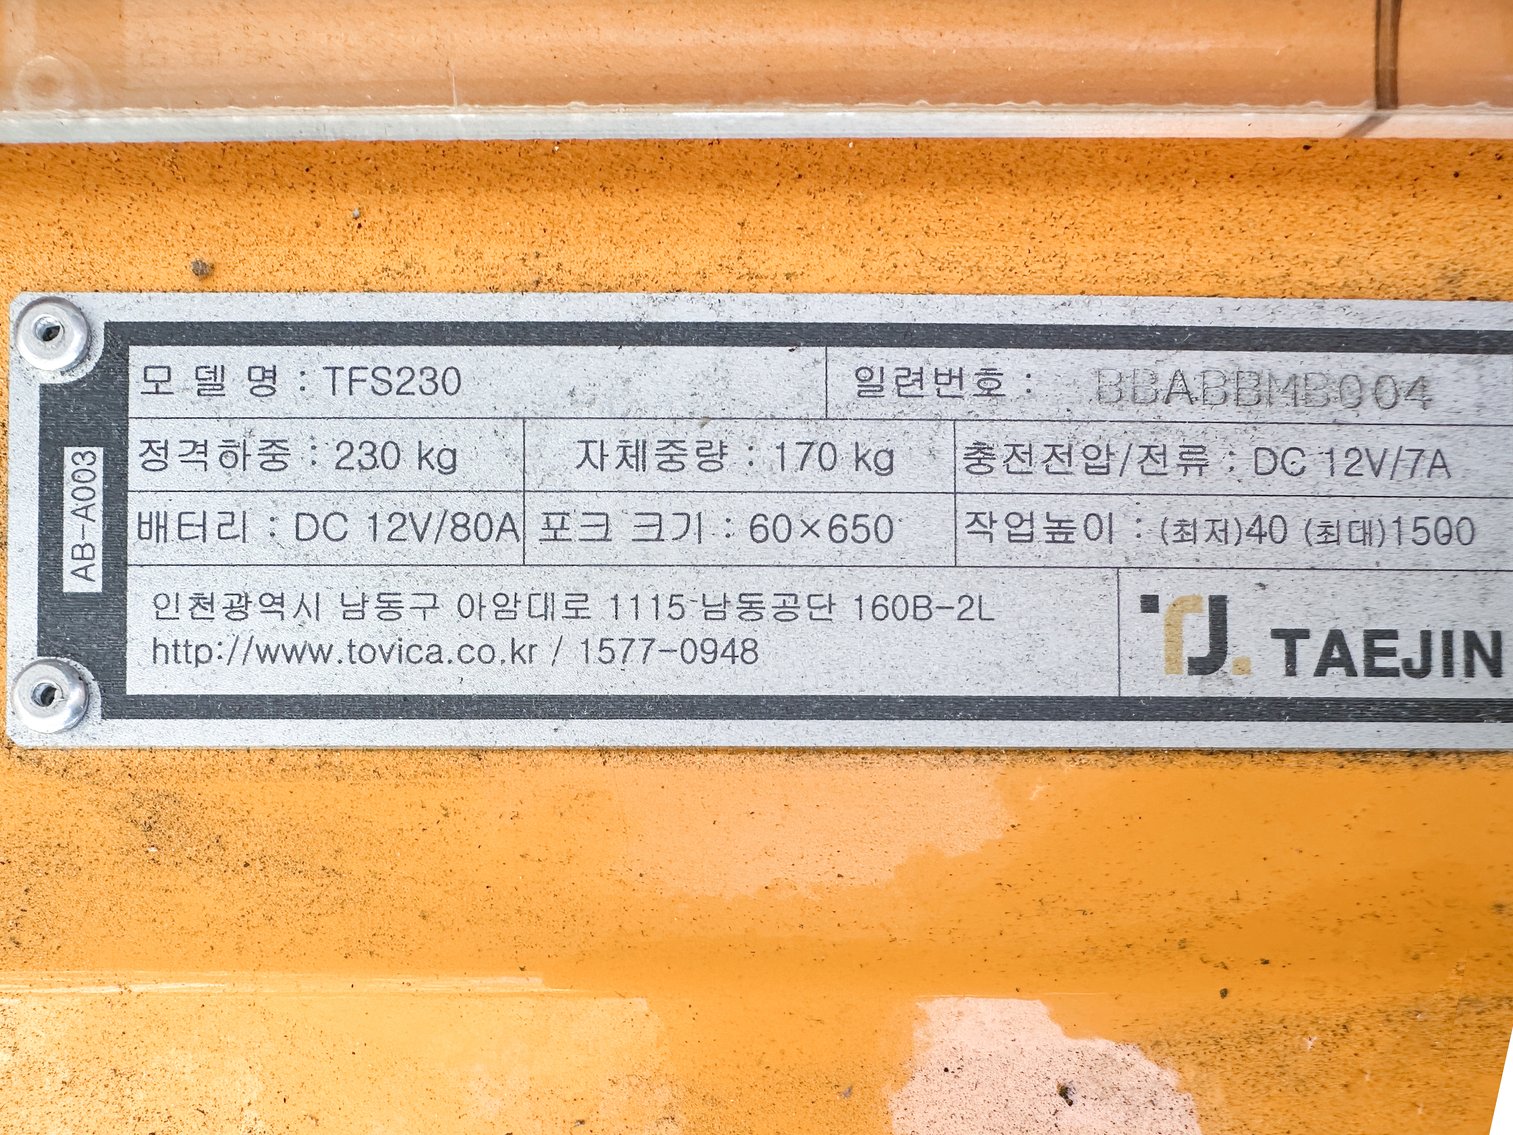 모 델 명 : TFS230
일련번호 : BBABBMB004
정격하중 : 230 kg
자체중량 : 170 kg
충전전압/전류 : DC 12V/7A
배터리 : DC 12V/80A
포크 크기 : 60×650
작업높이 : (최저)40 (최대)1500
AB-A003
인천광역시 남동구 아암대로 1115 남동공단 160B-2L
http://www.tovica.co.kr / 1577-0948
TJ. TAEJIN